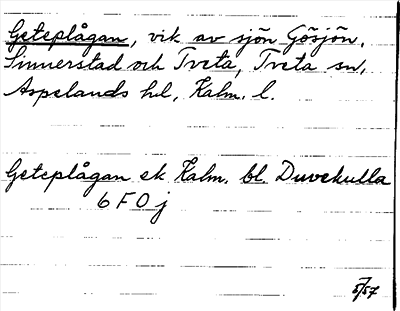 Geteplågan, vik av sjön Gösjön,
Sinnerstad och Tveta, Tveta sn,
Aspelands hd, Kalm. l.
Geteplågan ek Kalm. bl. Duvekulla
6 F 0 j
5/57